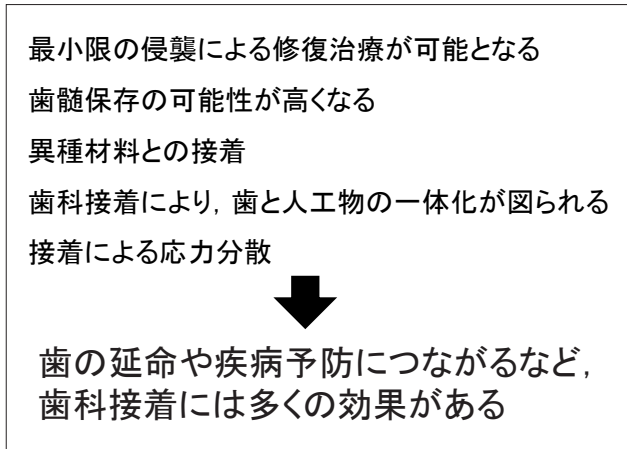 最小限の侵襲による修復治療が可能となる
歯髄保存の可能性が高くなる
異種材料との接着
歯科接着により，歯と人工物の一体化が図られる
接着による応力分散
歯の延命や疾病予防につながるなど，
歯科接着には多くの効果がある